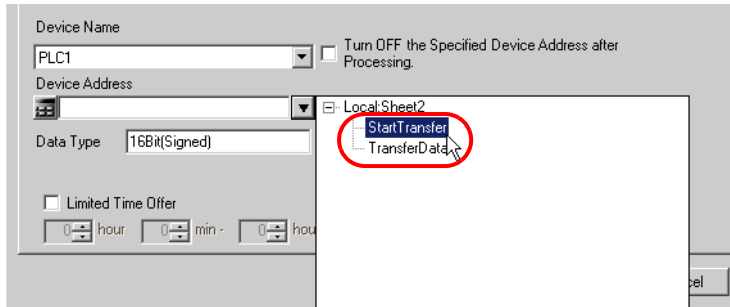 Device Name
PLC1
Turn OFF the Specified Device Address after
Processing.
Device Address
Local:Sheet2
StartTransfer
TransferData
Data Type 16Bit(Signed)
Limited Time Offer
0 hour 0 min - 0 hou
cel